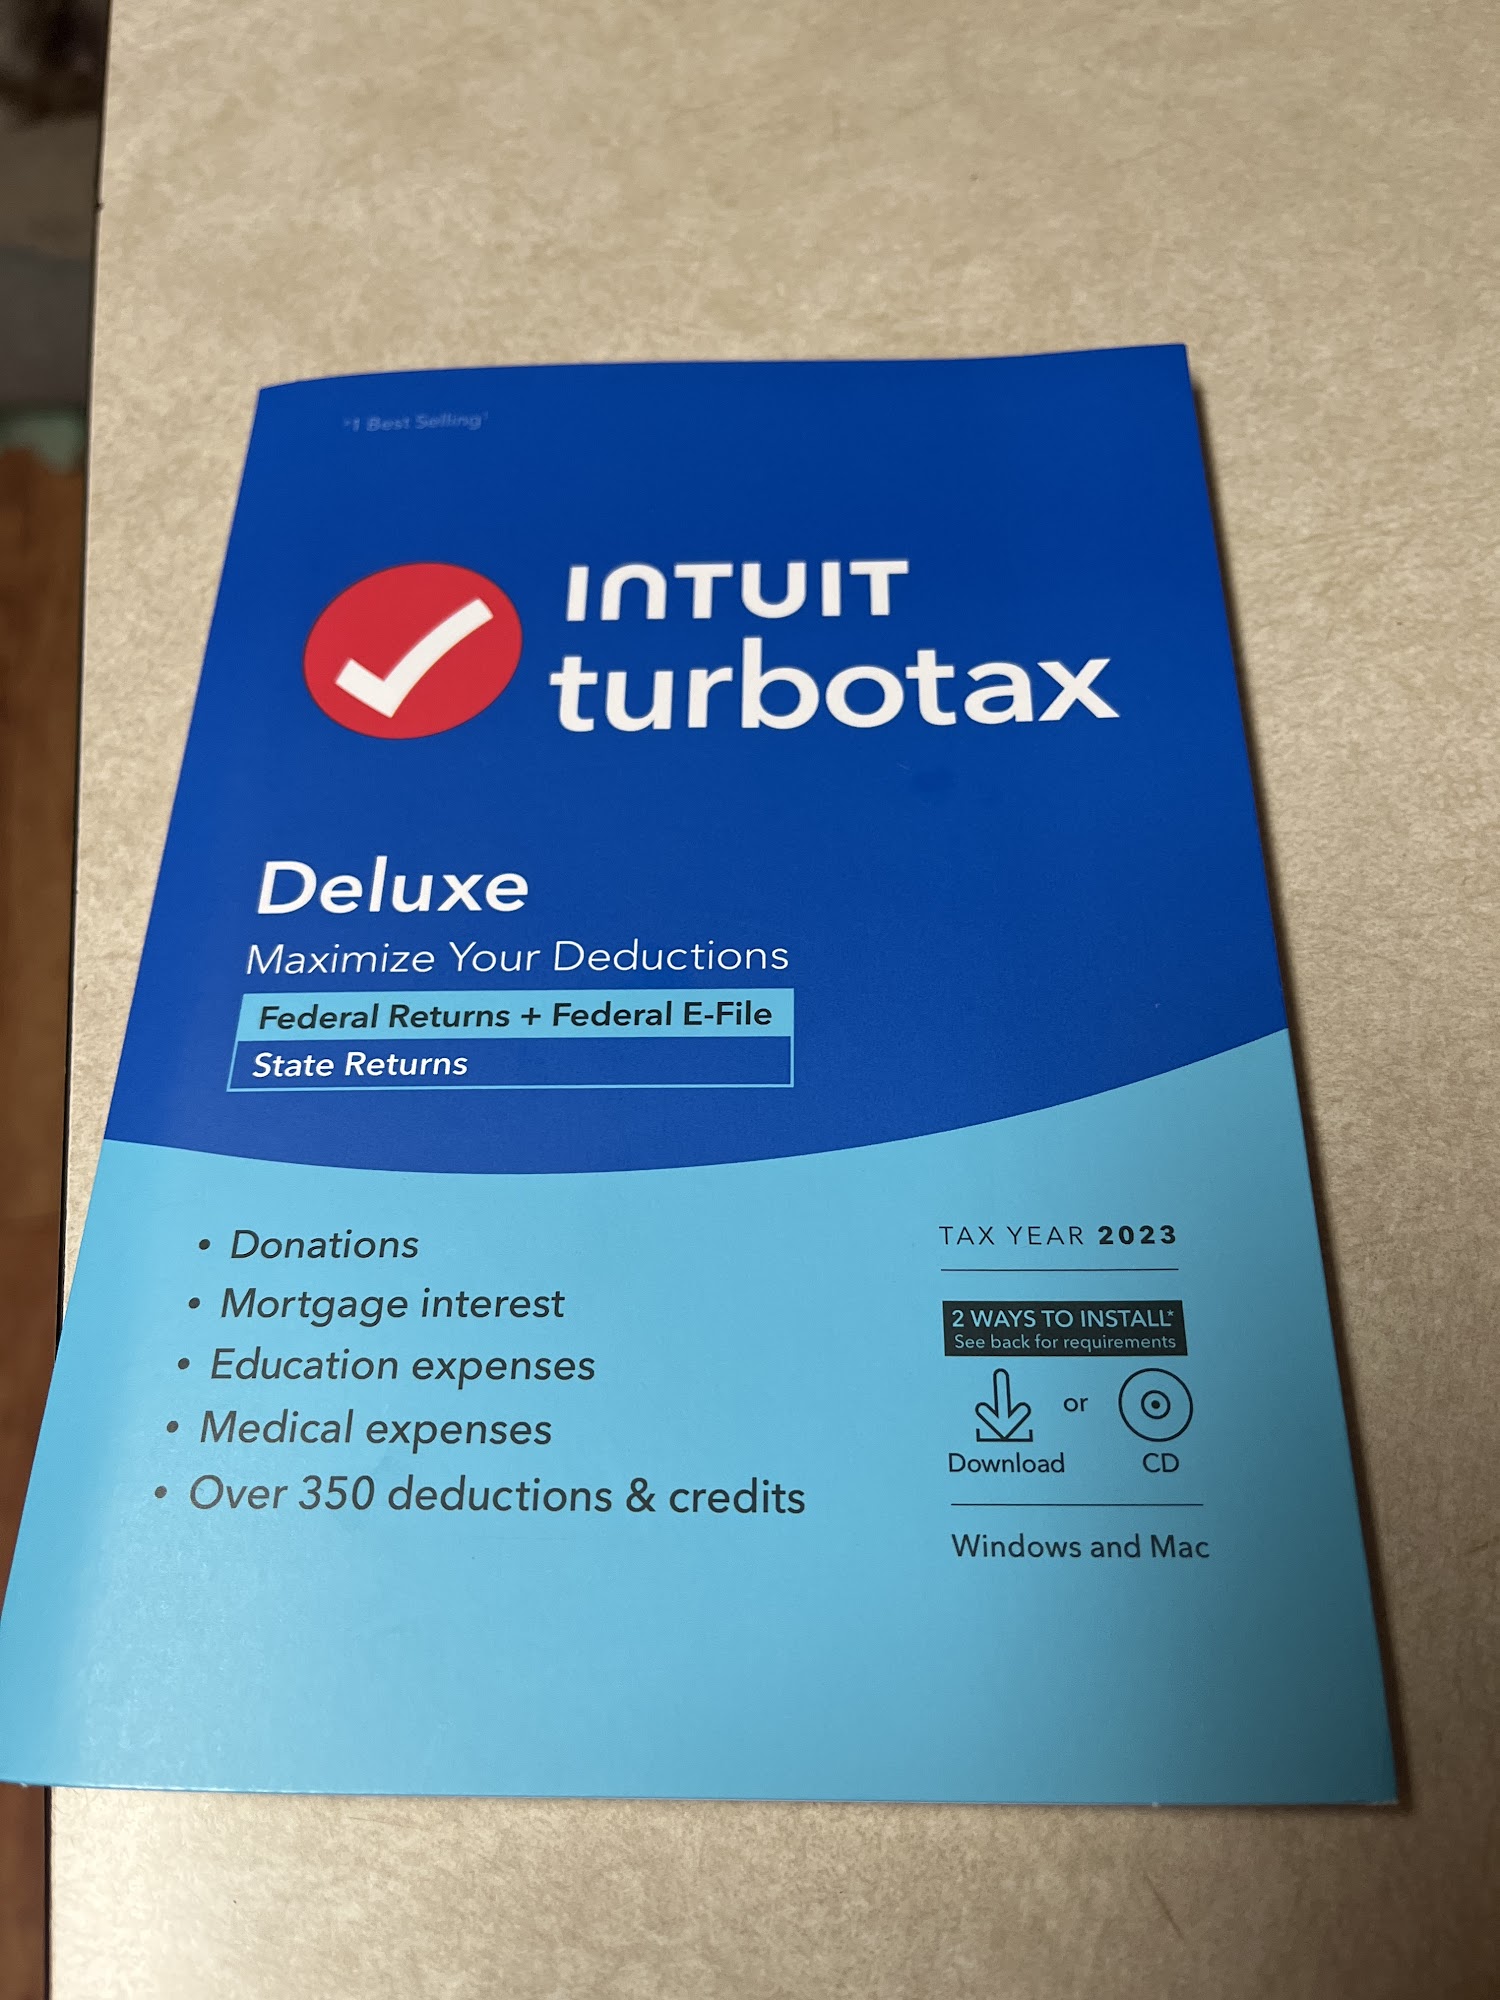 #1 Best Selling¹
INTUIT
turbotax
Deluxe
Maximize Your Deductions
Federal Returns + Federal E-File
State Returns
• Donations
• Mortgage interest
• Education expenses
• Medical expenses
• Over 350 deductions & credits
TAX YEAR 2023
2 WAYS TO INSTALL*
See back for requirements
or
Download
CD
Windows and Mac